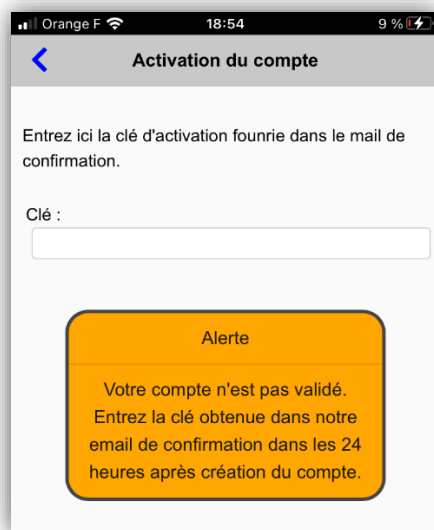 Orange F 18:54 9 %
Activation du compte
Entrez ici la clé d'activation founrie dans le mail de
confirmation.
Clé :
Alerte
Votre compte n'est pas validé.
Entrez la clé obtenue dans notre
email de confirmation dans les 24
heures après création du compte.